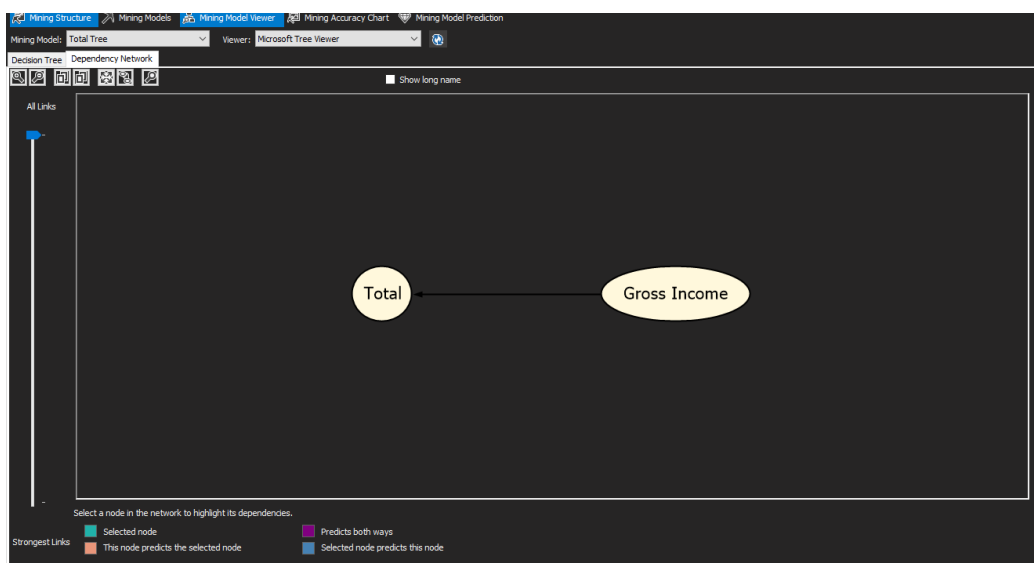 Mining Structure Mining Models Mining Model Viewer Mining Accuracy Chart Mining Model Prediction
Mining Model: Total Tree Viewer: Microsoft Tree Viewer
Decision Tree Dependency Network
Show long name
All Links
Total Gross Income
Select a node in the network to highlight its dependencies.
Selected node Predicts both ways
Strongest Links
This node predicts the selected node Selected node predicts this node